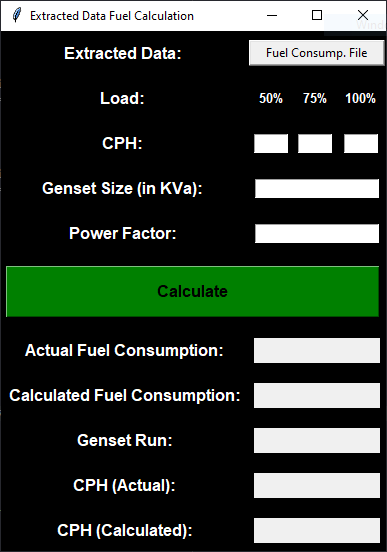 Extracted Data Fuel Calculation
Extracted Data: Fuel Consump. File
Load: 50% 75% 100%
CPH:
Genset Size (in KVa):
Power Factor:
Calculate
Actual Fuel Consumption:
Calculated Fuel Consumption:
Genset Run:
CPH (Actual):
CPH (Calculated):